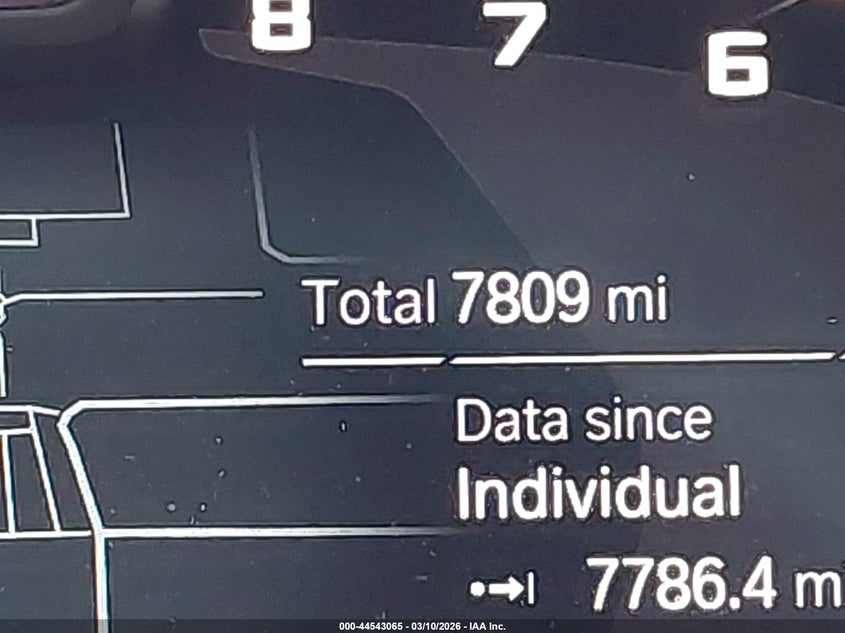 8 7 6
Total 7809 mi
Data since
Individual
7786.4 m
000-44543065 - 03/10/2026 - IAA Inc.